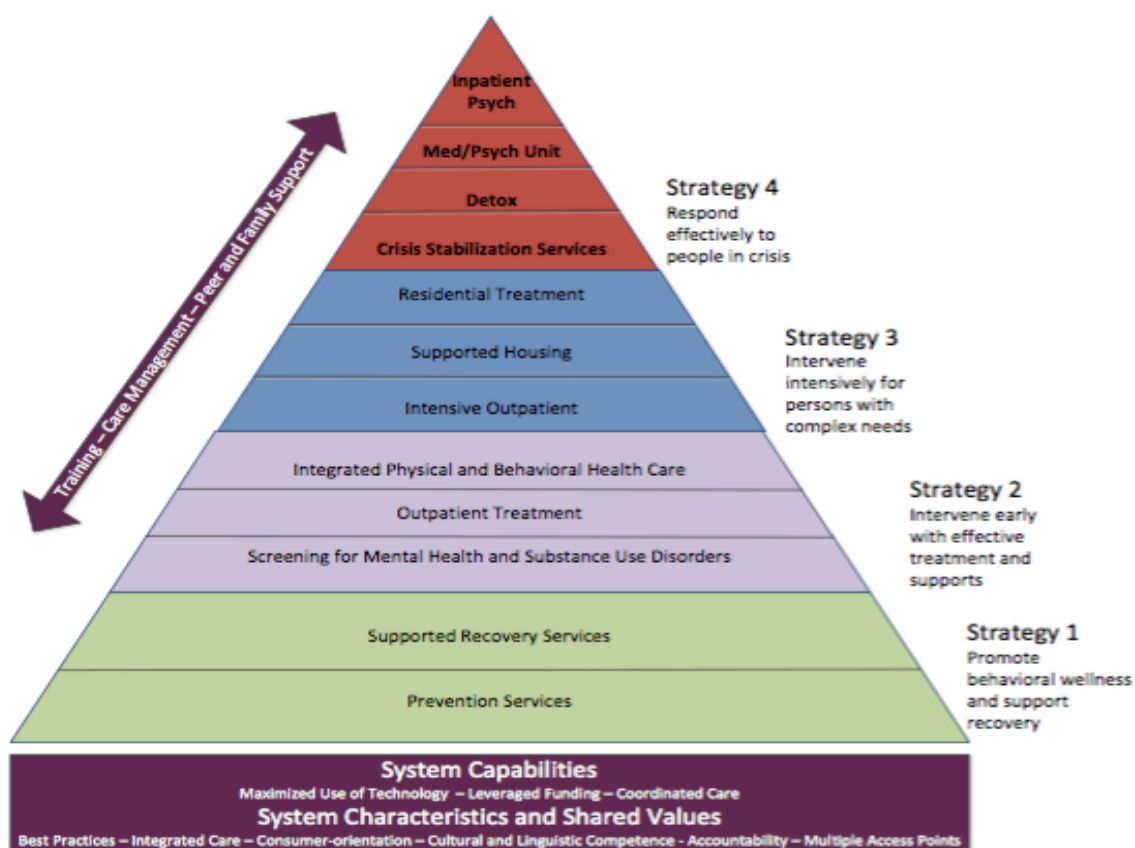 Inpatient
Psych
Med/Psych Unit
Detox
Crisis Stabilization Services
Strategy 4
Respond
effectively to
people in crisis
Residential Treatment
Supported Housing
Intensive Outpatient
Strategy 3
Intervene
intensively for
persons with
complex needs
Integrated Physical and Behavioral Health Care
Outpatient Treatment
Screening for Mental Health and Substance Use Disorders
Strategy 2
Intervene early
with effective
treatment and
supports
Supported Recovery Services
Prevention Services
Strategy 1
Promote
behavioral wellness
and support
recovery
Training – Care Management – Peer and Family Support
System Capabilities
Maximized Use of Technology – Leveraged Funding – Coordinated Care
System Characteristics and Shared Values
Best Practices – Integrated Care – Consumer-orientation – Cultural and Linguistic Competence - Accountability – Multiple Access Points